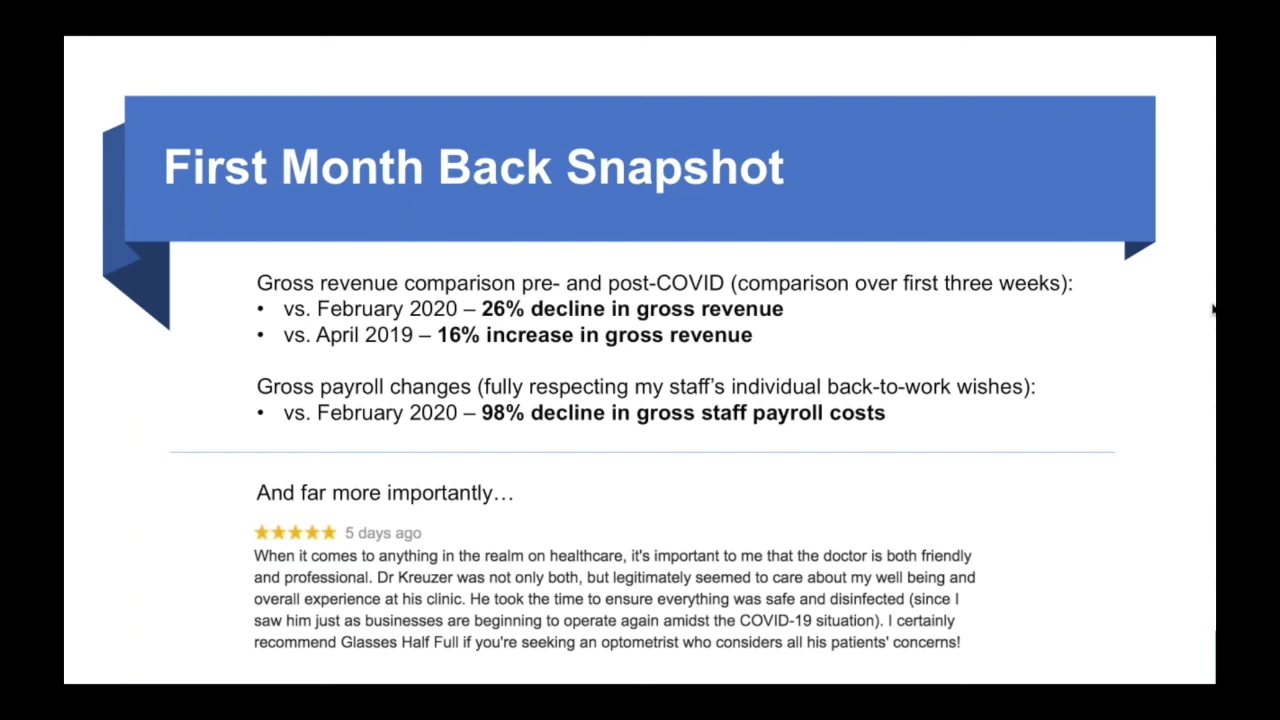 First Month Back Snapshot
Gross revenue comparison pre- and post-COVID (comparison over first three weeks):
• vs. February 2020 – 26% decline in gross revenue
• vs. April 2019 – 16% increase in gross revenue
Gross payroll changes (fully respecting my staff’s individual back-to-work wishes):
• vs. February 2020 – 98% decline in gross staff payroll costs
And far more importantly…
5 days ago
When it comes to anything in the realm on healthcare, it's important to me that the doctor is both friendly
and professional. Dr Kreuzer was not only both, but legitimately seemed to care about my well being and
overall experience at his clinic. He took the time to ensure everything was safe and disinfected (since I
saw him just as businesses are beginning to operate again amidst the COVID-19 situation). I certainly
recommend Glasses Half Full if you're seeking an optometrist who considers all his patients' concerns!